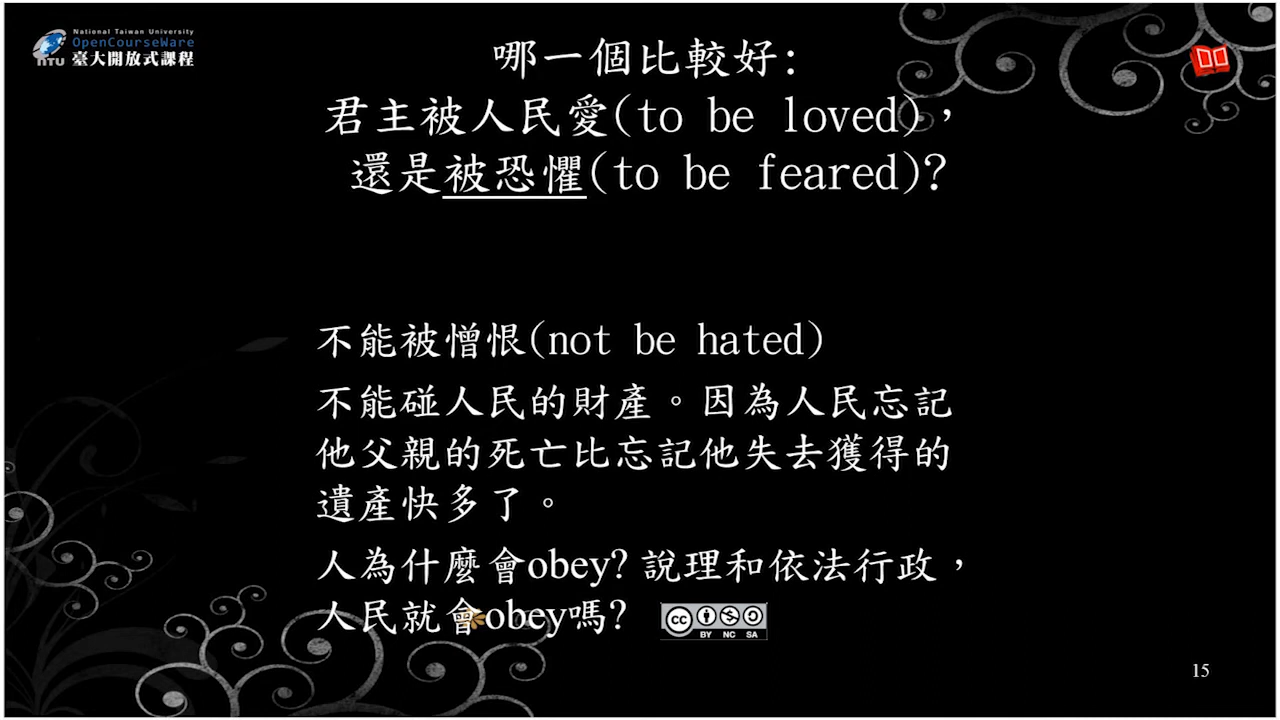 National Taiwan University
OpenCourseWare
NTU 臺大開放式課程
哪一個比較好:
君主被人民愛(to be loved),
還是被恐懼(to be feared)?
不能被憎恨(not be hated)
不能碰人民的財產。因為人民忘記
他父親的死亡比忘記他失去獲得的
遺產快多了。
人為什麼會obey? 說理和依法行政,
人民就會obey嗎?
cc BY NC SA
15